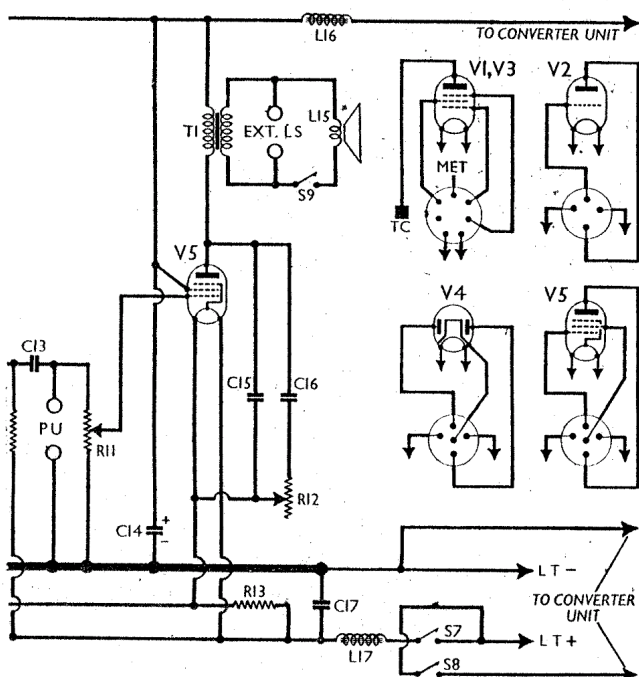 L16
TO CONVERTER UNIT
T1
EXT. LS
L15
S9
V1,V3
V2
MET
TC
V5
V4
V5
C13
C15
C16
PU
R11
R12
C14
+
–
R13
C17
LT –
TO CONVERTER
UNIT
S7
LT+
L17
S8